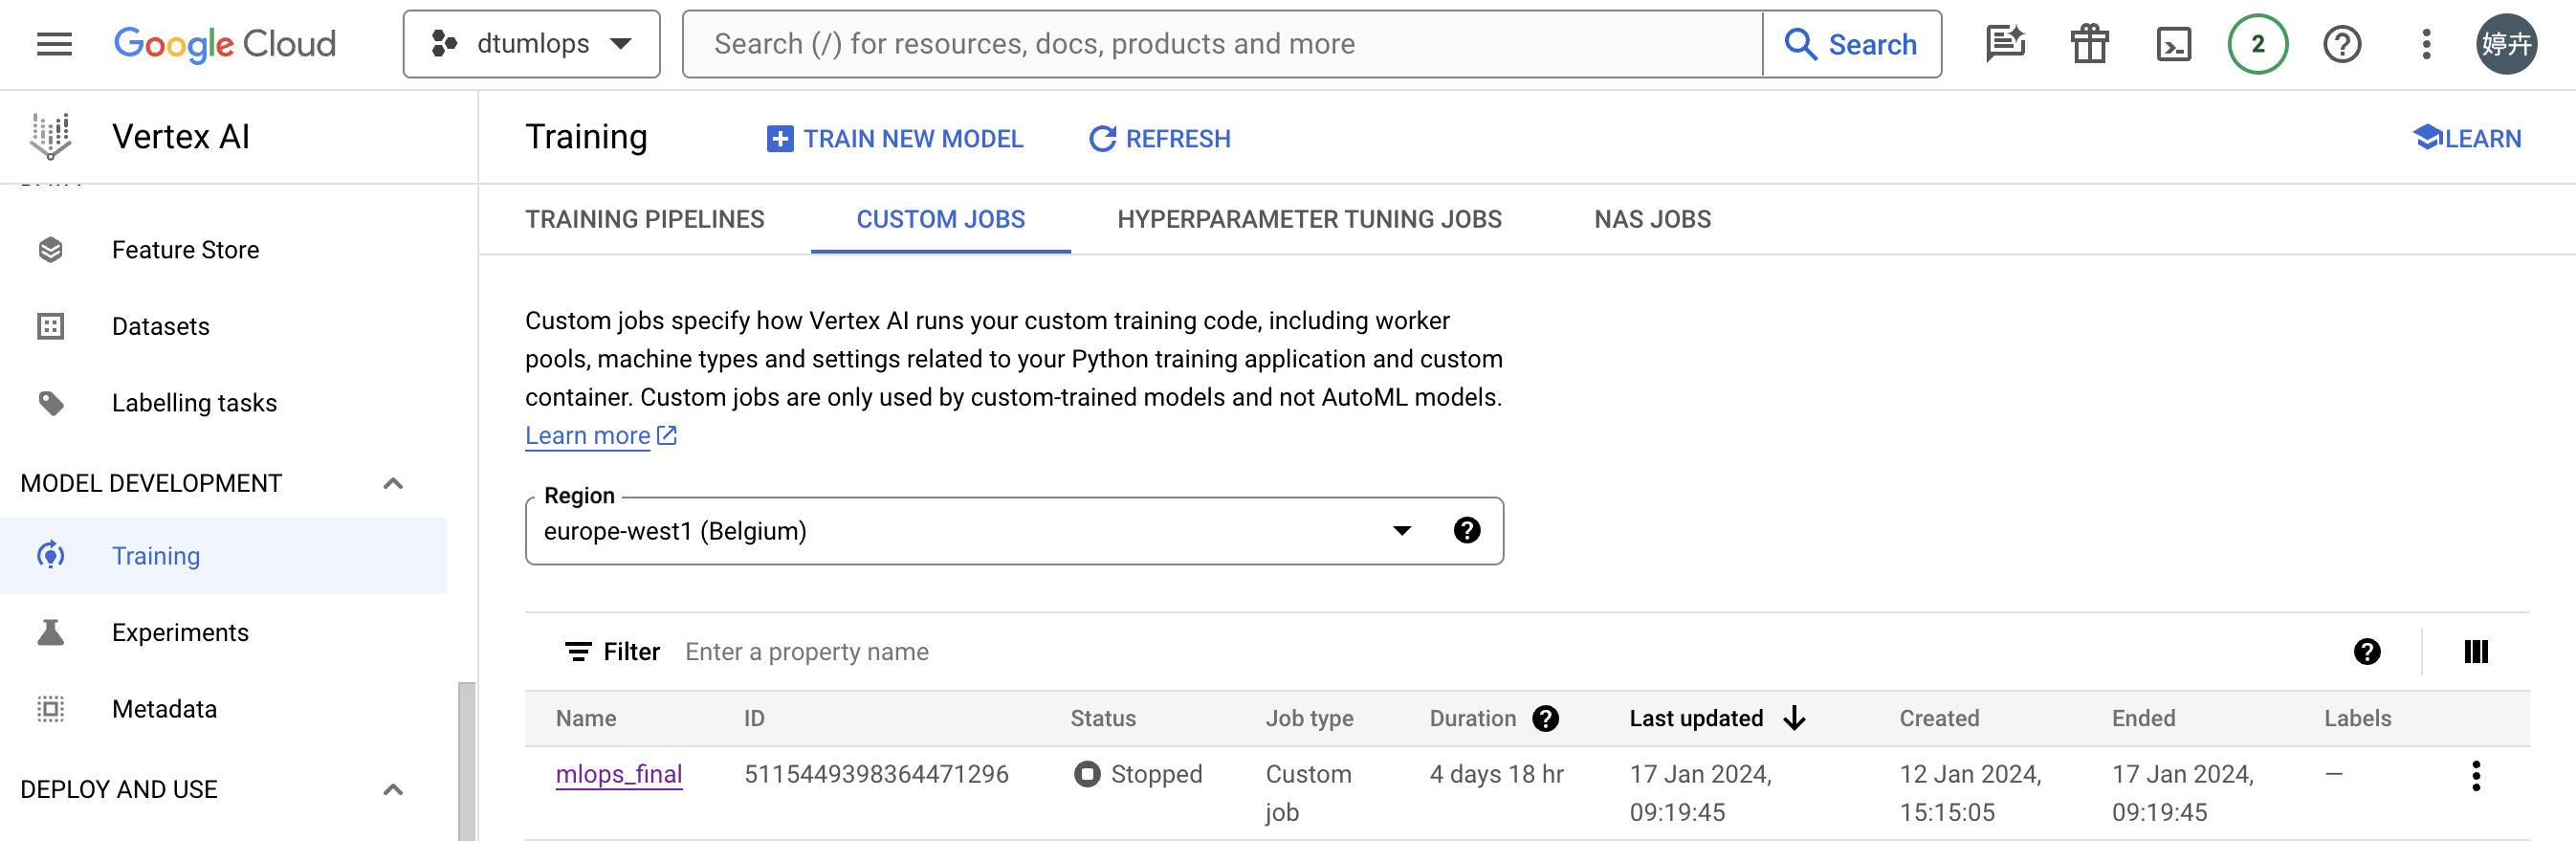 Google Cloud
dtumlops
Search (/) for resources, docs, products and more
Search
2
婷卉
Vertex AI
Feature Store
Datasets
Labelling tasks
MODEL DEVELOPMENT
Training
Experiments
Metadata
DEPLOY AND USE
Training
TRAIN NEW MODEL
REFRESH
LEARN
TRAINING PIPELINES
CUSTOM JOBS
HYPERPARAMETER TUNING JOBS
NAS JOBS
Custom jobs specify how Vertex AI runs your custom training code, including worker
pools, machine types and settings related to your Python training application and custom
container. Custom jobs are only used by custom-trained models and not AutoML models.
Learn more
Region
europe-west1 (Belgium)
Filter Enter a property name
Name ID Status Job type Duration Last updated Created Ended Labels
mlops_final 5115449398364471296 Stopped Custom 4 days 18 hr 17 Jan 2024, 12 Jan 2024, 17 Jan 2024, —
job 09:19:45 15:15:05 09:19:45